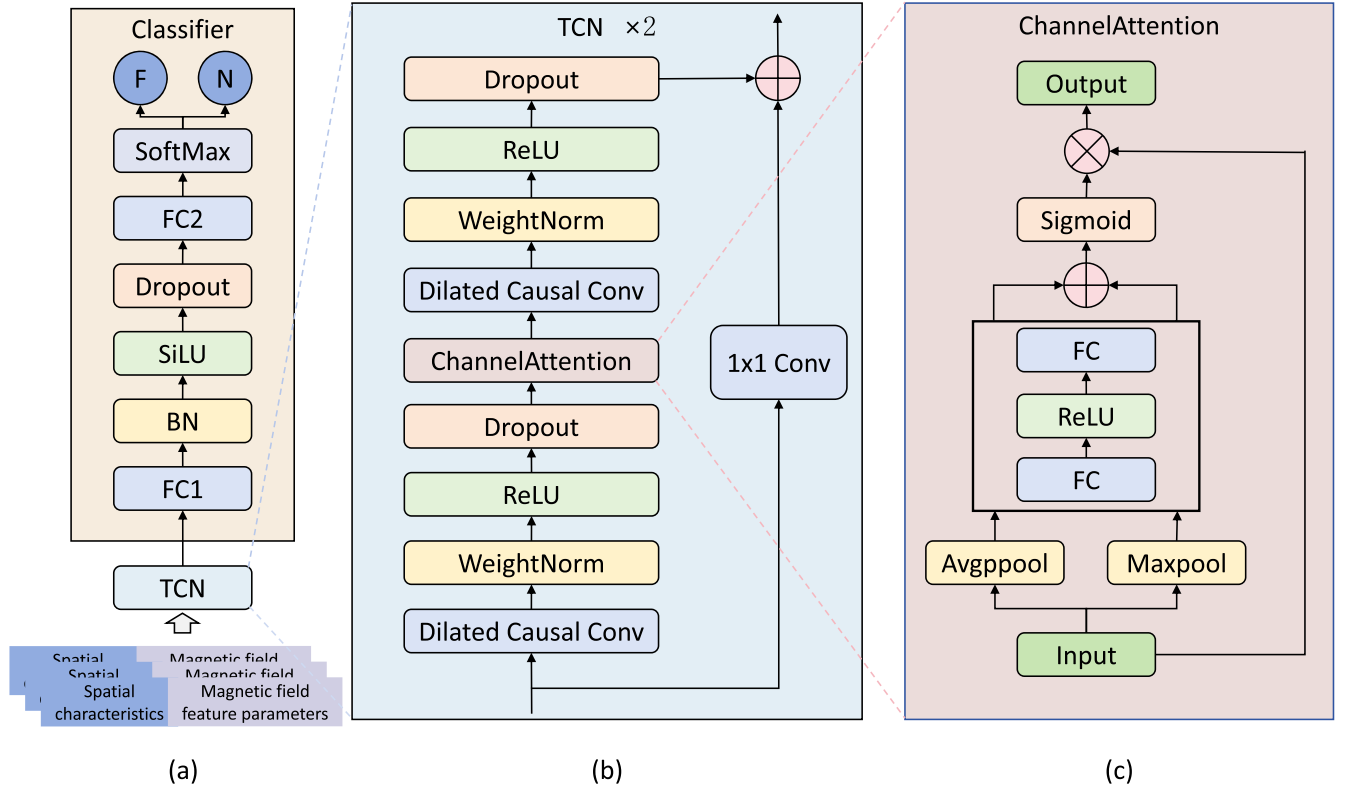 Classifier
F
N
SoftMax
FC2
Dropout
SiLU
BN
FC1
TCN
Spatial
Magnetic field
Spatial
Magnetic field
Spatial
Magnetic field
characteristics
feature parameters
(a)
TCN ×2
Dropout
ReLU
WeightNorm
Dilated Causal Conv
ChannelAttention
1x1 Conv
Dropout
ReLU
WeightNorm
Dilated Causal Conv
(b)
ChannelAttention
Output
Sigmoid
FC
ReLU
FC
Avgppool
Maxpool
Input
(c)